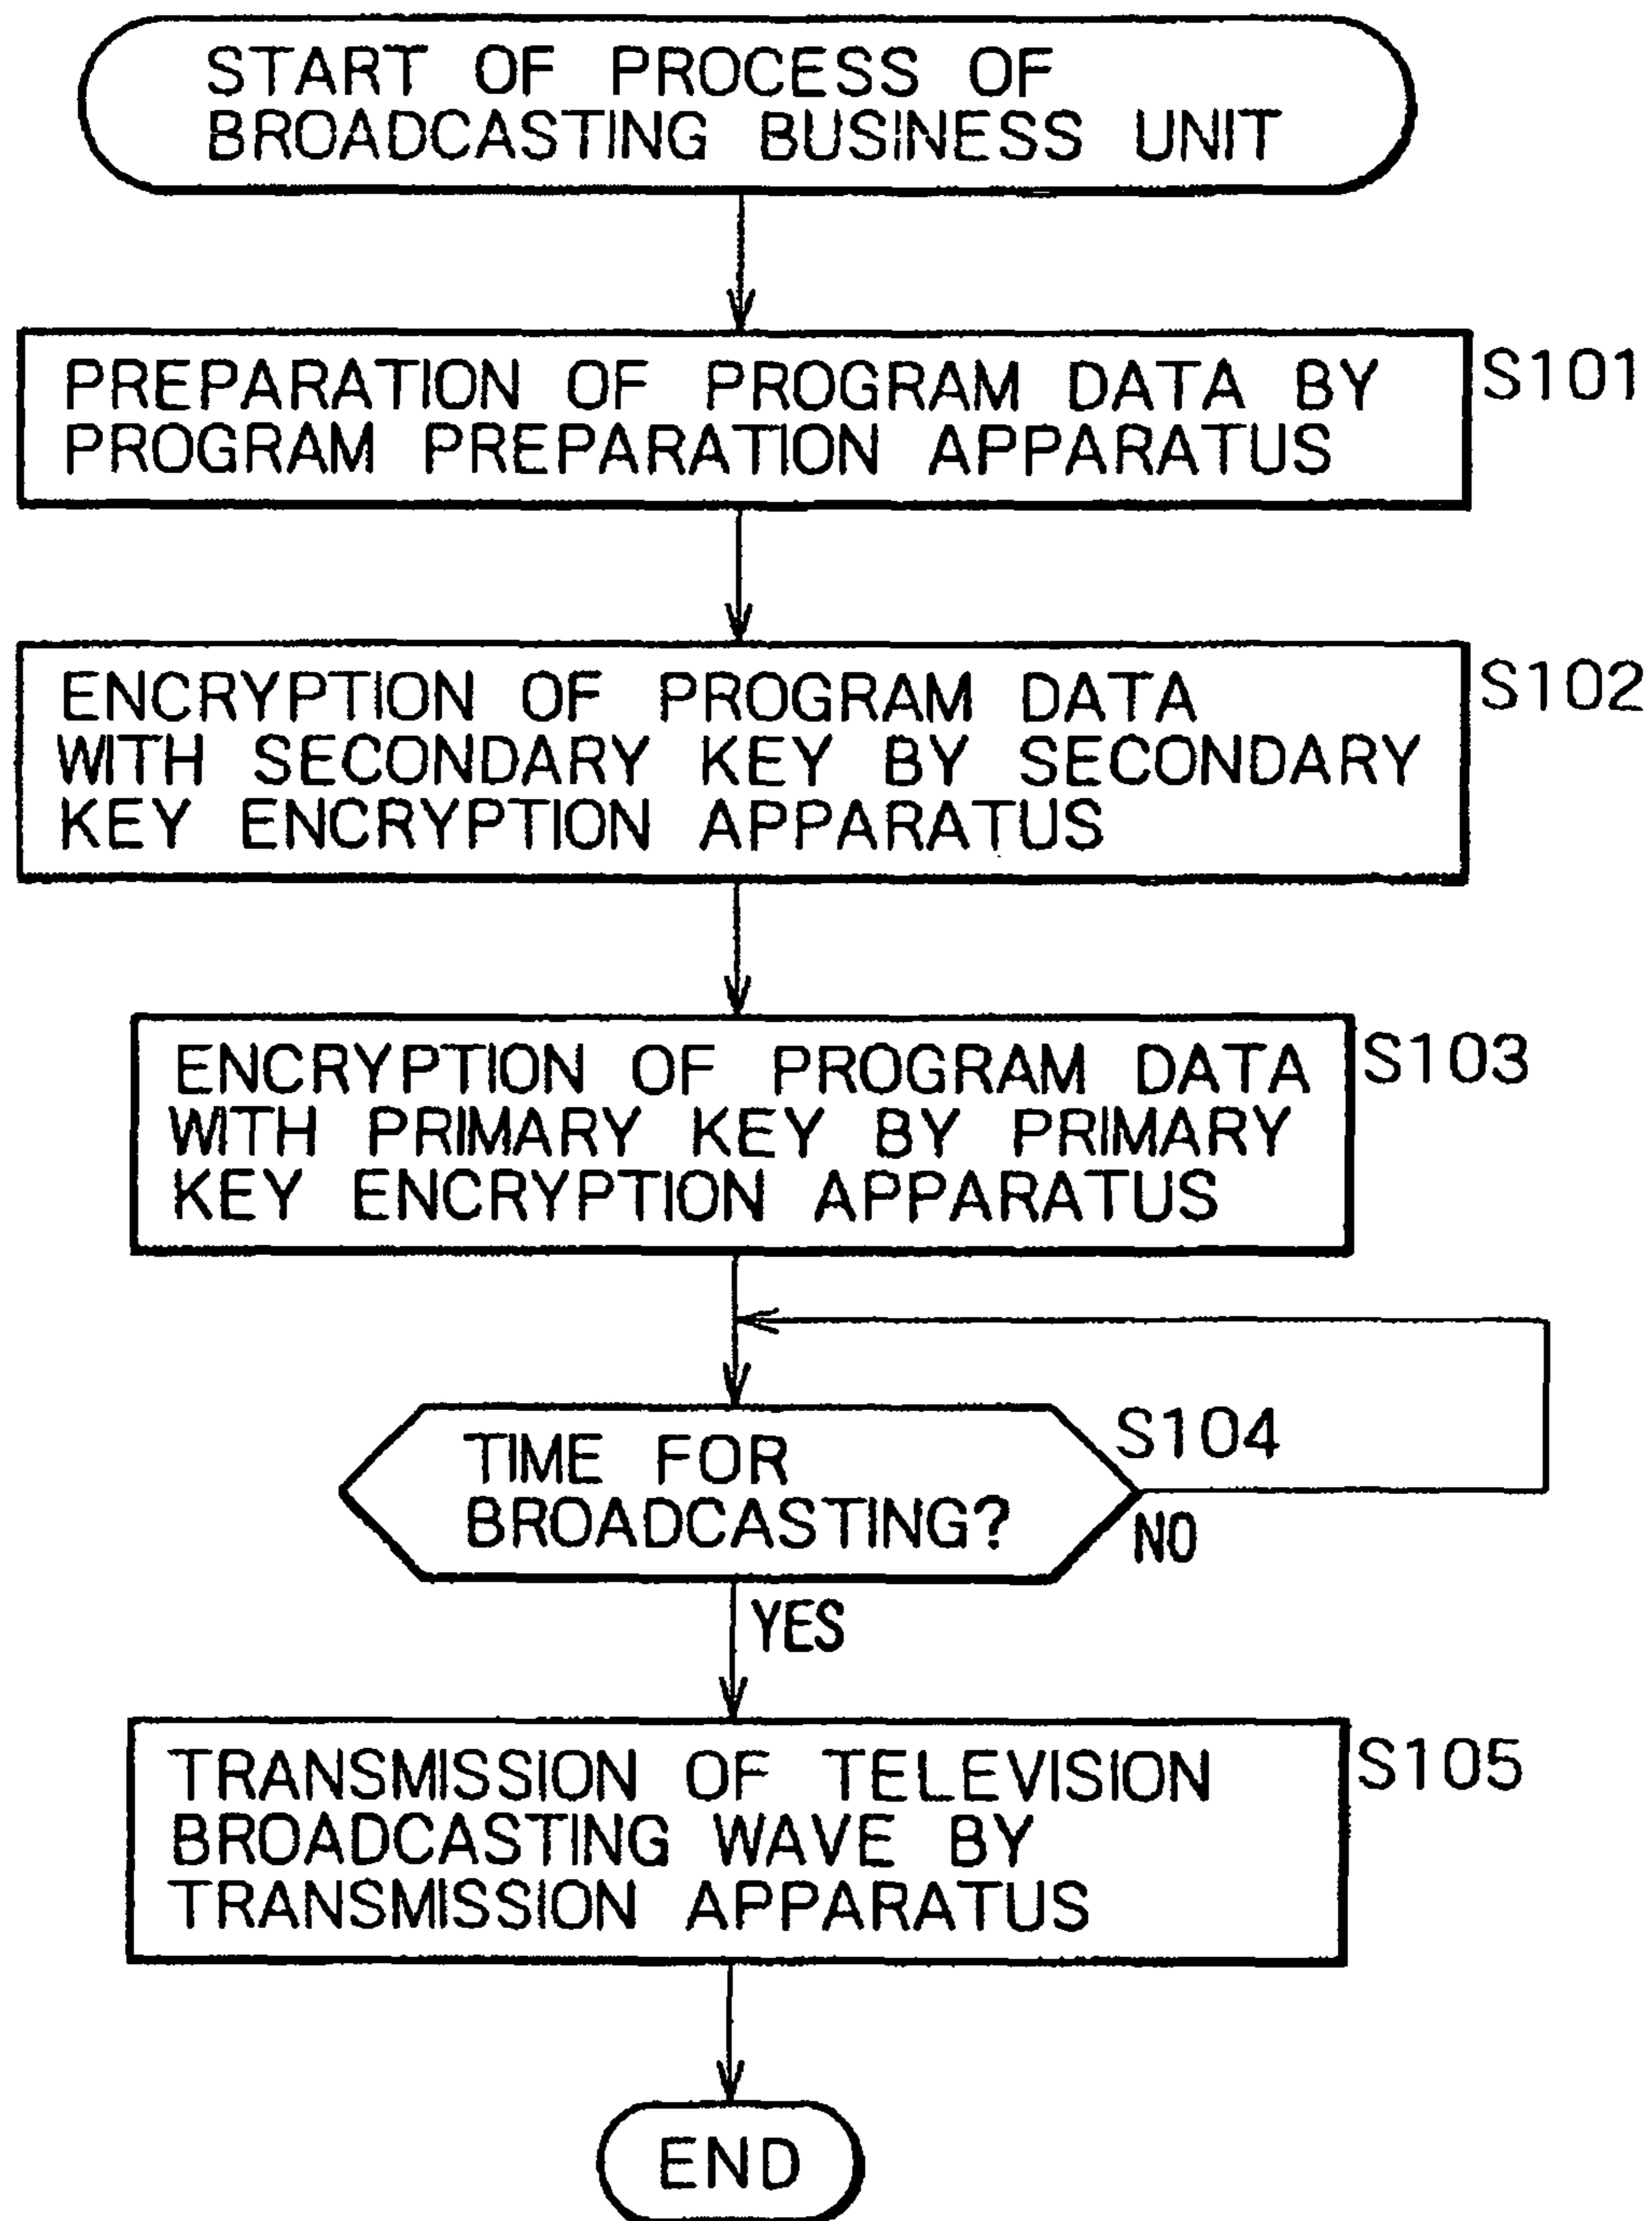 START OF PROCESS OF
BROADCASTING BUSINESS UNIT
PREPARATION OF PROGRAM DATA BY
PROGRAM PREPARATION APPARATUS
S101
ENCRYPTION OF PROGRAM DATA
WITH SECONDARY KEY BY SECONDARY
KEY ENCRYPTION APPARATUS
S102
ENCRYPTION OF PROGRAM DATA
WITH PRIMARY KEY BY PRIMARY
KEY ENCRYPTION APPARATUS
S103
TIME FOR
BROADCASTING?
S104
NO
YES
TRANSMISSION OF TELEVISION
BROADCASTING WAVE BY
TRANSMISSION APPARATUS
S105
END